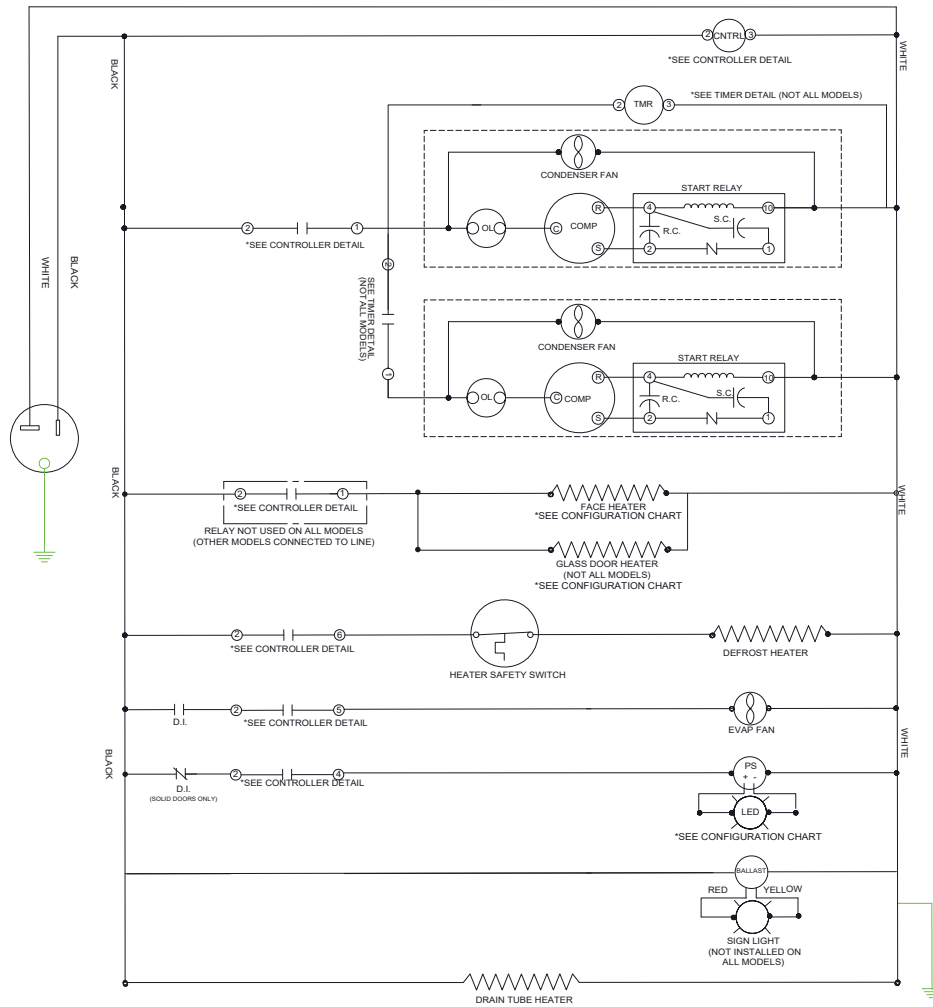 2 CNTRL 3
*SEE CONTROLLER DETAIL
BLACK
WHITE
*SEE TIMER DETAIL (NOT ALL MODELS)
2 TMR 3
CONDENSER FAN
START RELAY
R 4 10
S.C.
OL C COMP R.C.
S 2 N 1
2 1
*SEE CONTROLLER DETAIL
WHITE
BLACK
2
SEE TIMER DETAIL
(NOT ALL MODELS)
1
CONDENSER FAN
START RELAY
R 4 10
S.C.
OL C COMP R.C.
S 2 N 1
BLACK
WHITE
2 1
*SEE CONTROLLER DETAIL
RELAY NOT USED ON ALL MODELS
(OTHER MODELS CONNECTED TO LINE)
FACE HEATER
*SEE CONFIGURATION CHART
GLASS DOOR HEATER
(NOT ALL MODELS)
*SEE CONFIGURATION CHART
2 6
*SEE CONTROLLER DETAIL
HEATER SAFETY SWITCH
DEFROST HEATER
D.I.
2 5
*SEE CONTROLLER DETAIL
EVAP FAN
BLACK
WHITE
D.I.
(SOLID DOORS ONLY)
2 4
*SEE CONTROLLER DETAIL
PS
+ -
LED
*SEE CONFIGURATION CHART
BALLAST
RED YELLOW
SIGN LIGHT
(NOT INSTALLED ON
ALL MODELS)
DRAIN TUBE HEATER